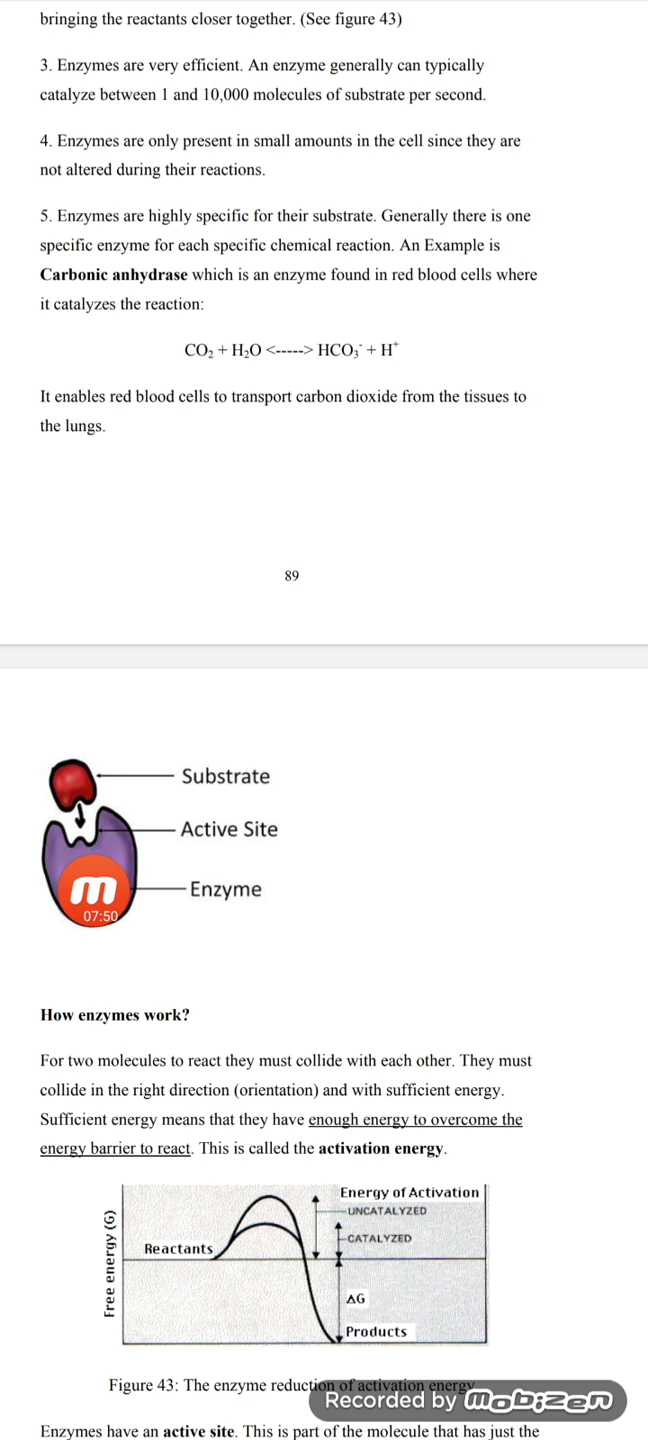 bringing the reactants closer together. (See figure 43)
3. Enzymes are very efficient. An enzyme generally can typically
catalyze between 1 and 10,000 molecules of substrate per second.
4. Enzymes are only present in small amounts in the cell since they are
not altered during their reactions.
5. Enzymes are highly specific for their substrate. Generally there is one
specific enzyme for each specific chemical reaction. An Example is
Carbonic anhydrase which is an enzyme found in red blood cells where
it catalyzes the reaction:
CO₂ + H₂O <-----> HCO₃⁻ + H⁺
It enables red blood cells to transport carbon dioxide from the tissues to
the lungs.
89
Substrate
Active Site
Enzyme
m
07:50
How enzymes work?
For two molecules to react they must collide with each other. They must
collide in the right direction (orientation) and with sufficient energy.
Sufficient energy means that they have enough energy to overcome the
energy barrier to react. This is called the activation energy.
Energy of Activation
UNCATALYZED
CATALYZED
Reactants
Free energy (G)
ΔG
Products
Figure 43: The enzyme reduction of activation energy
Recorded by mobizen
Enzymes have an active site. This is part of the molecule that has just the